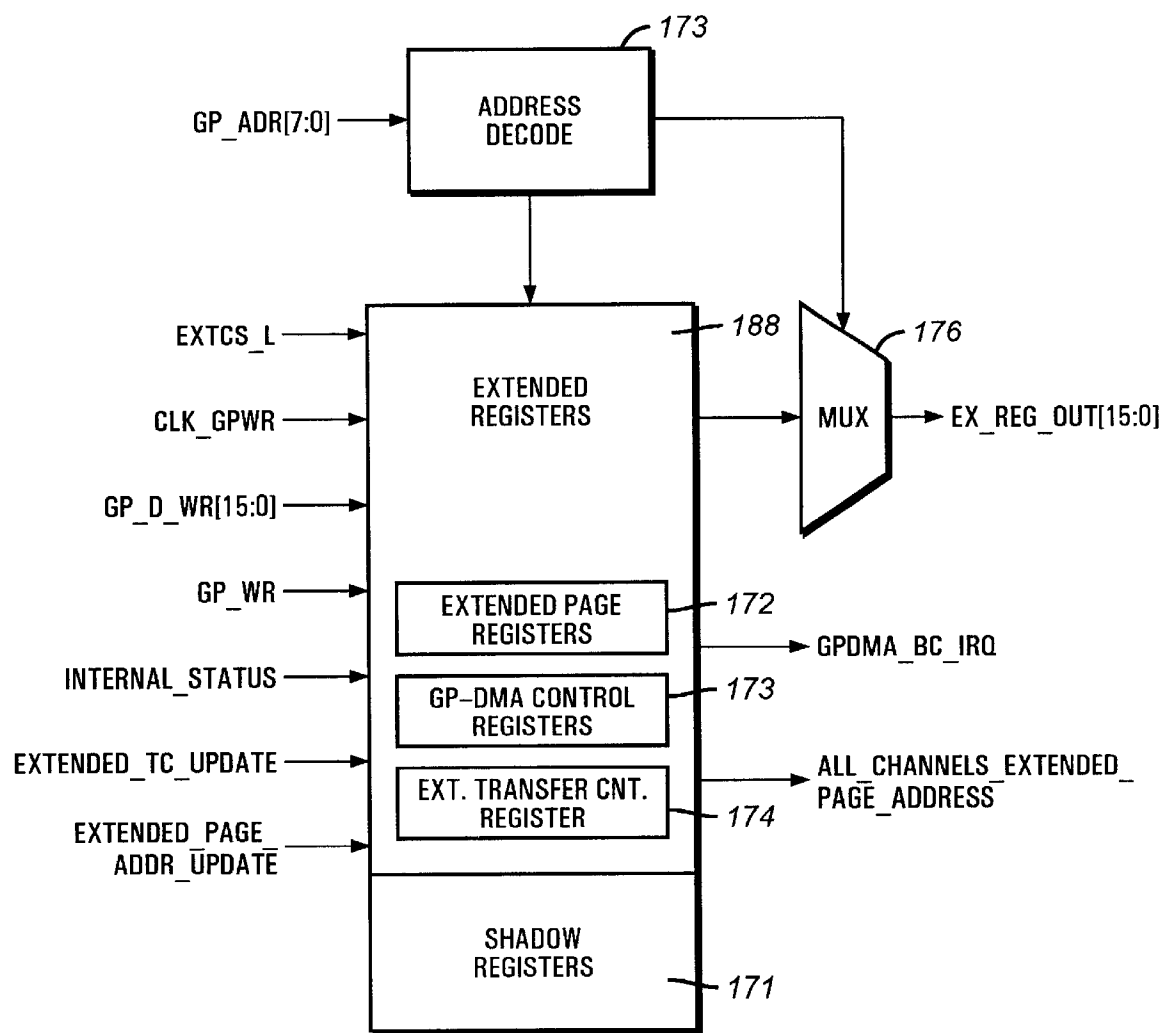 173
ADDRESS
DECODE
GP_ADR[7:0]
EXTCS_L
188
176
EXTENDED
REGISTERS
CLK_GPWR
MUX
EX_REG_OUT[15:0]
GP_D_WR[15:0]
GP_WR
EXTENDED PAGE
REGISTERS
172
GPDMA_BC_IRQ
INTERNAL_STATUS
GP–DMA CONTROL
REGISTERS
173
EXTENDED_TC_UPDATE
EXT. TRANSFER CNT.
REGISTER
174
ALL_CHANNELS_EXTENDED_
PAGE_ADDRESS
EXTENDED_PAGE_
ADDR_UPDATE
SHADOW
REGISTERS
171